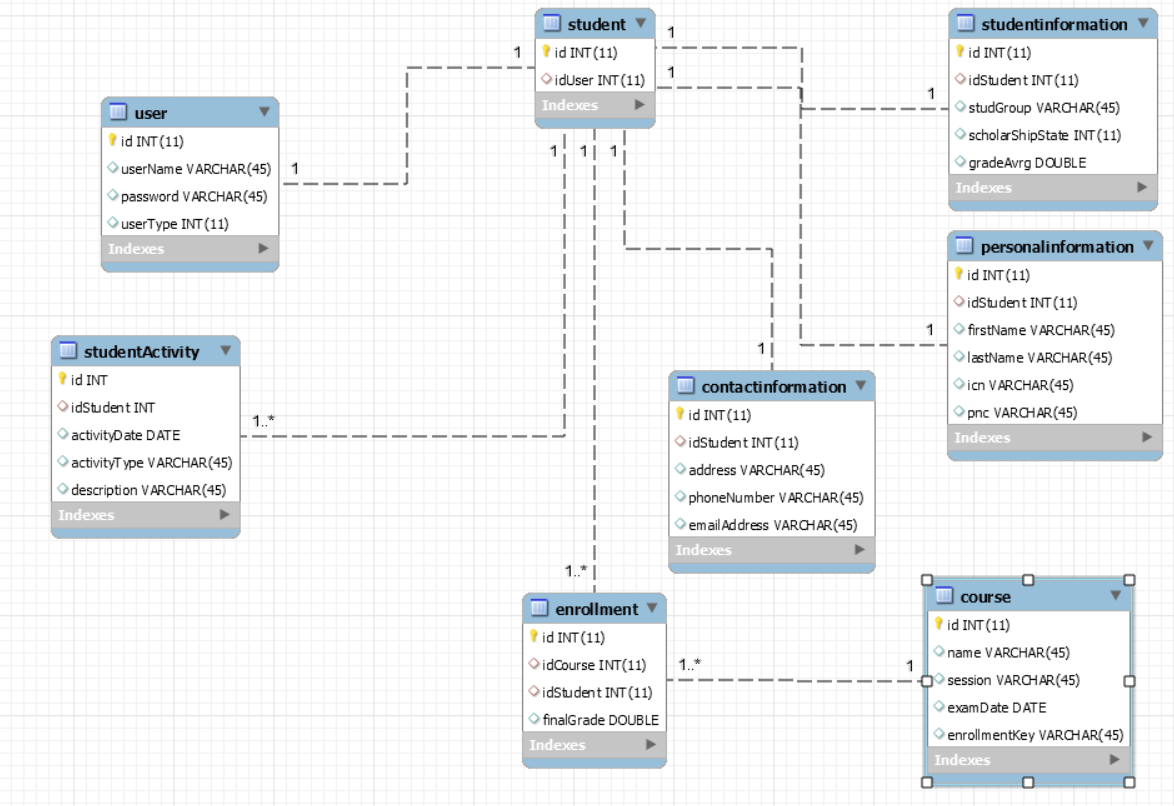 student
id INT(11)
idUser INT(11)
Indexes
1
1
1
1
1
1
user
id INT(11)
userName VARCHAR(45)
password VARCHAR(45)
userType INT(11)
Indexes
1
studentinformation
id INT(11)
idStudent INT(11)
studGroup VARCHAR(45)
scholarShipState INT(11)
gradeAvrg DOUBLE
Indexes
1
personalinformation
id INT(11)
idStudent INT(11)
firstName VARCHAR(45)
lastName VARCHAR(45)
icn VARCHAR(45)
pnc VARCHAR(45)
Indexes
1
studentActivity
id INT
idStudent INT
activityDate DATE
activityType VARCHAR(45)
description VARCHAR(45)
Indexes
1..*
contactinformation
id INT(11)
idStudent INT(11)
address VARCHAR(45)
phoneNumber VARCHAR(45)
emailAddress VARCHAR(45)
Indexes
1
1..*
enrollment
id INT(11)
idCourse INT(11)
idStudent INT(11)
finalGrade DOUBLE
Indexes
1..*
1
course
id INT(11)
name VARCHAR(45)
session VARCHAR(45)
examDate DATE
enrollmentKey VARCHAR(45)
Indexes